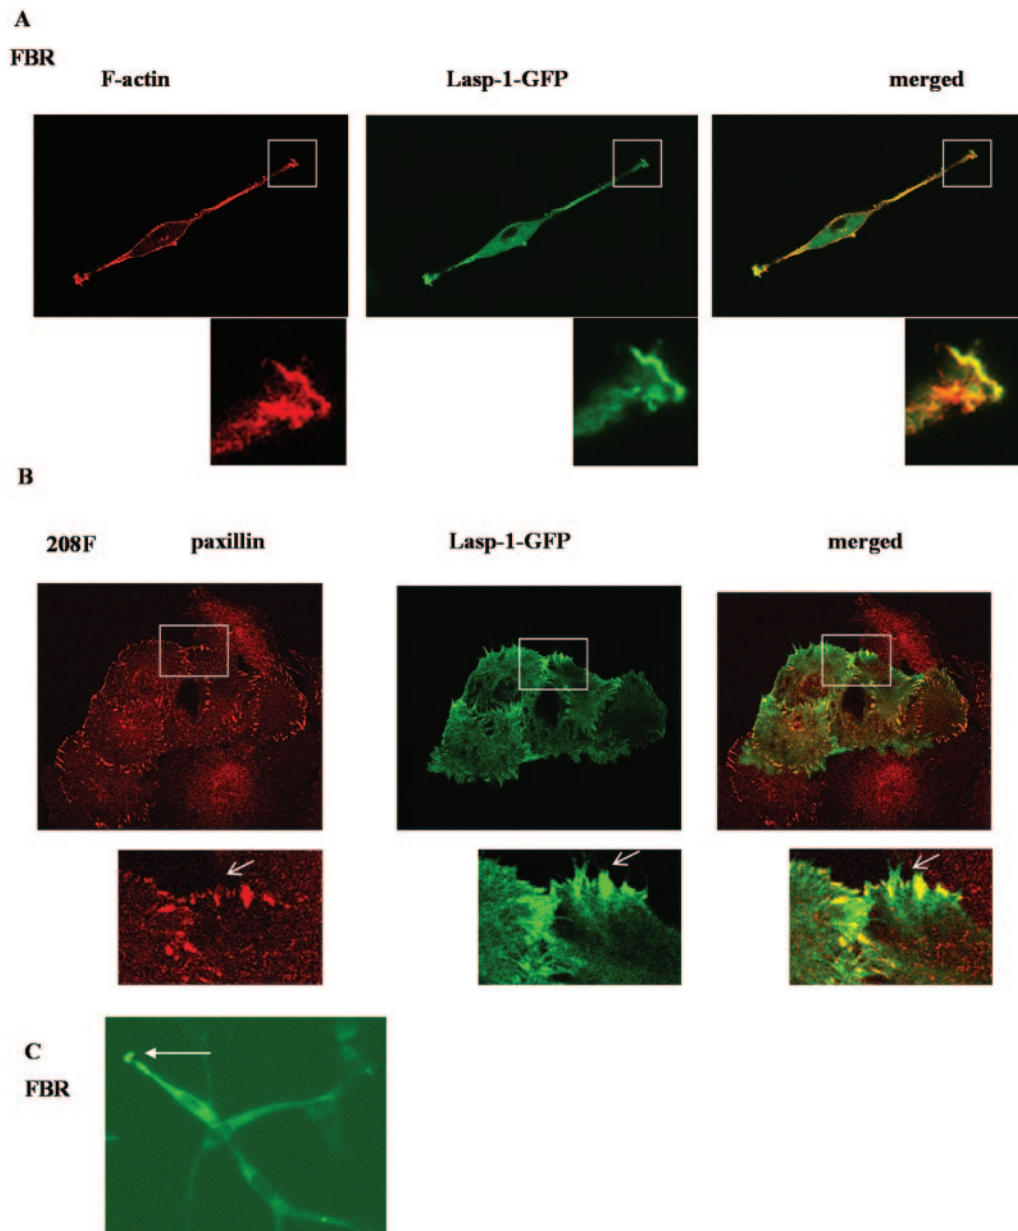 A
FBR
F-actin Lasp-1-GFP merged
B
208F paxillin Lasp-1-GFP merged
C
FBR